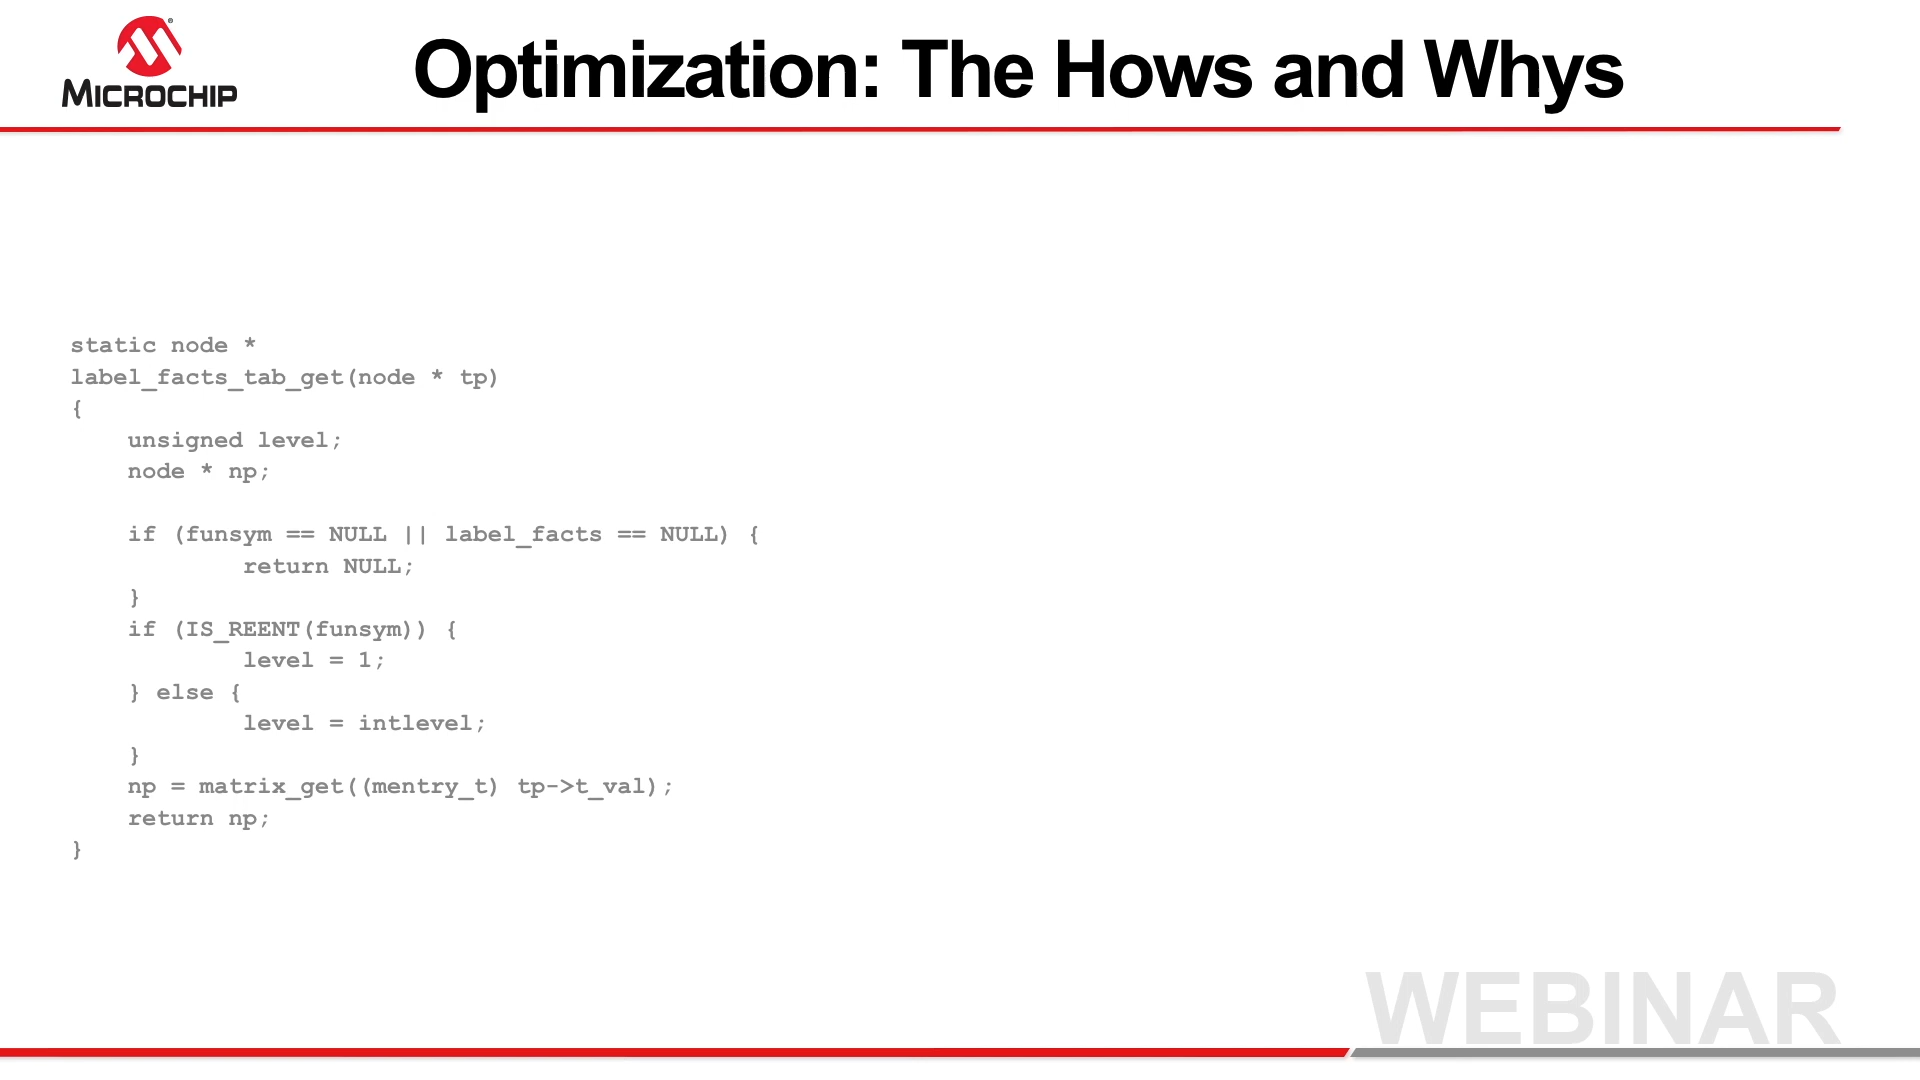 MICROCHIP
Optimization: The Hows and Whys
static node *
label_facts_tab_get(node * tp)
{
    unsigned level;
    node * np;

    if (funsym == NULL || label_facts == NULL) {
            return NULL;
    }
    if (IS_REENT(funsym)) {
            level = 1;
    } else {
            level = intlevel;
    }
    np = matrix_get((mentry_t) tp->t_val);
    return np;
}
WEBINAR